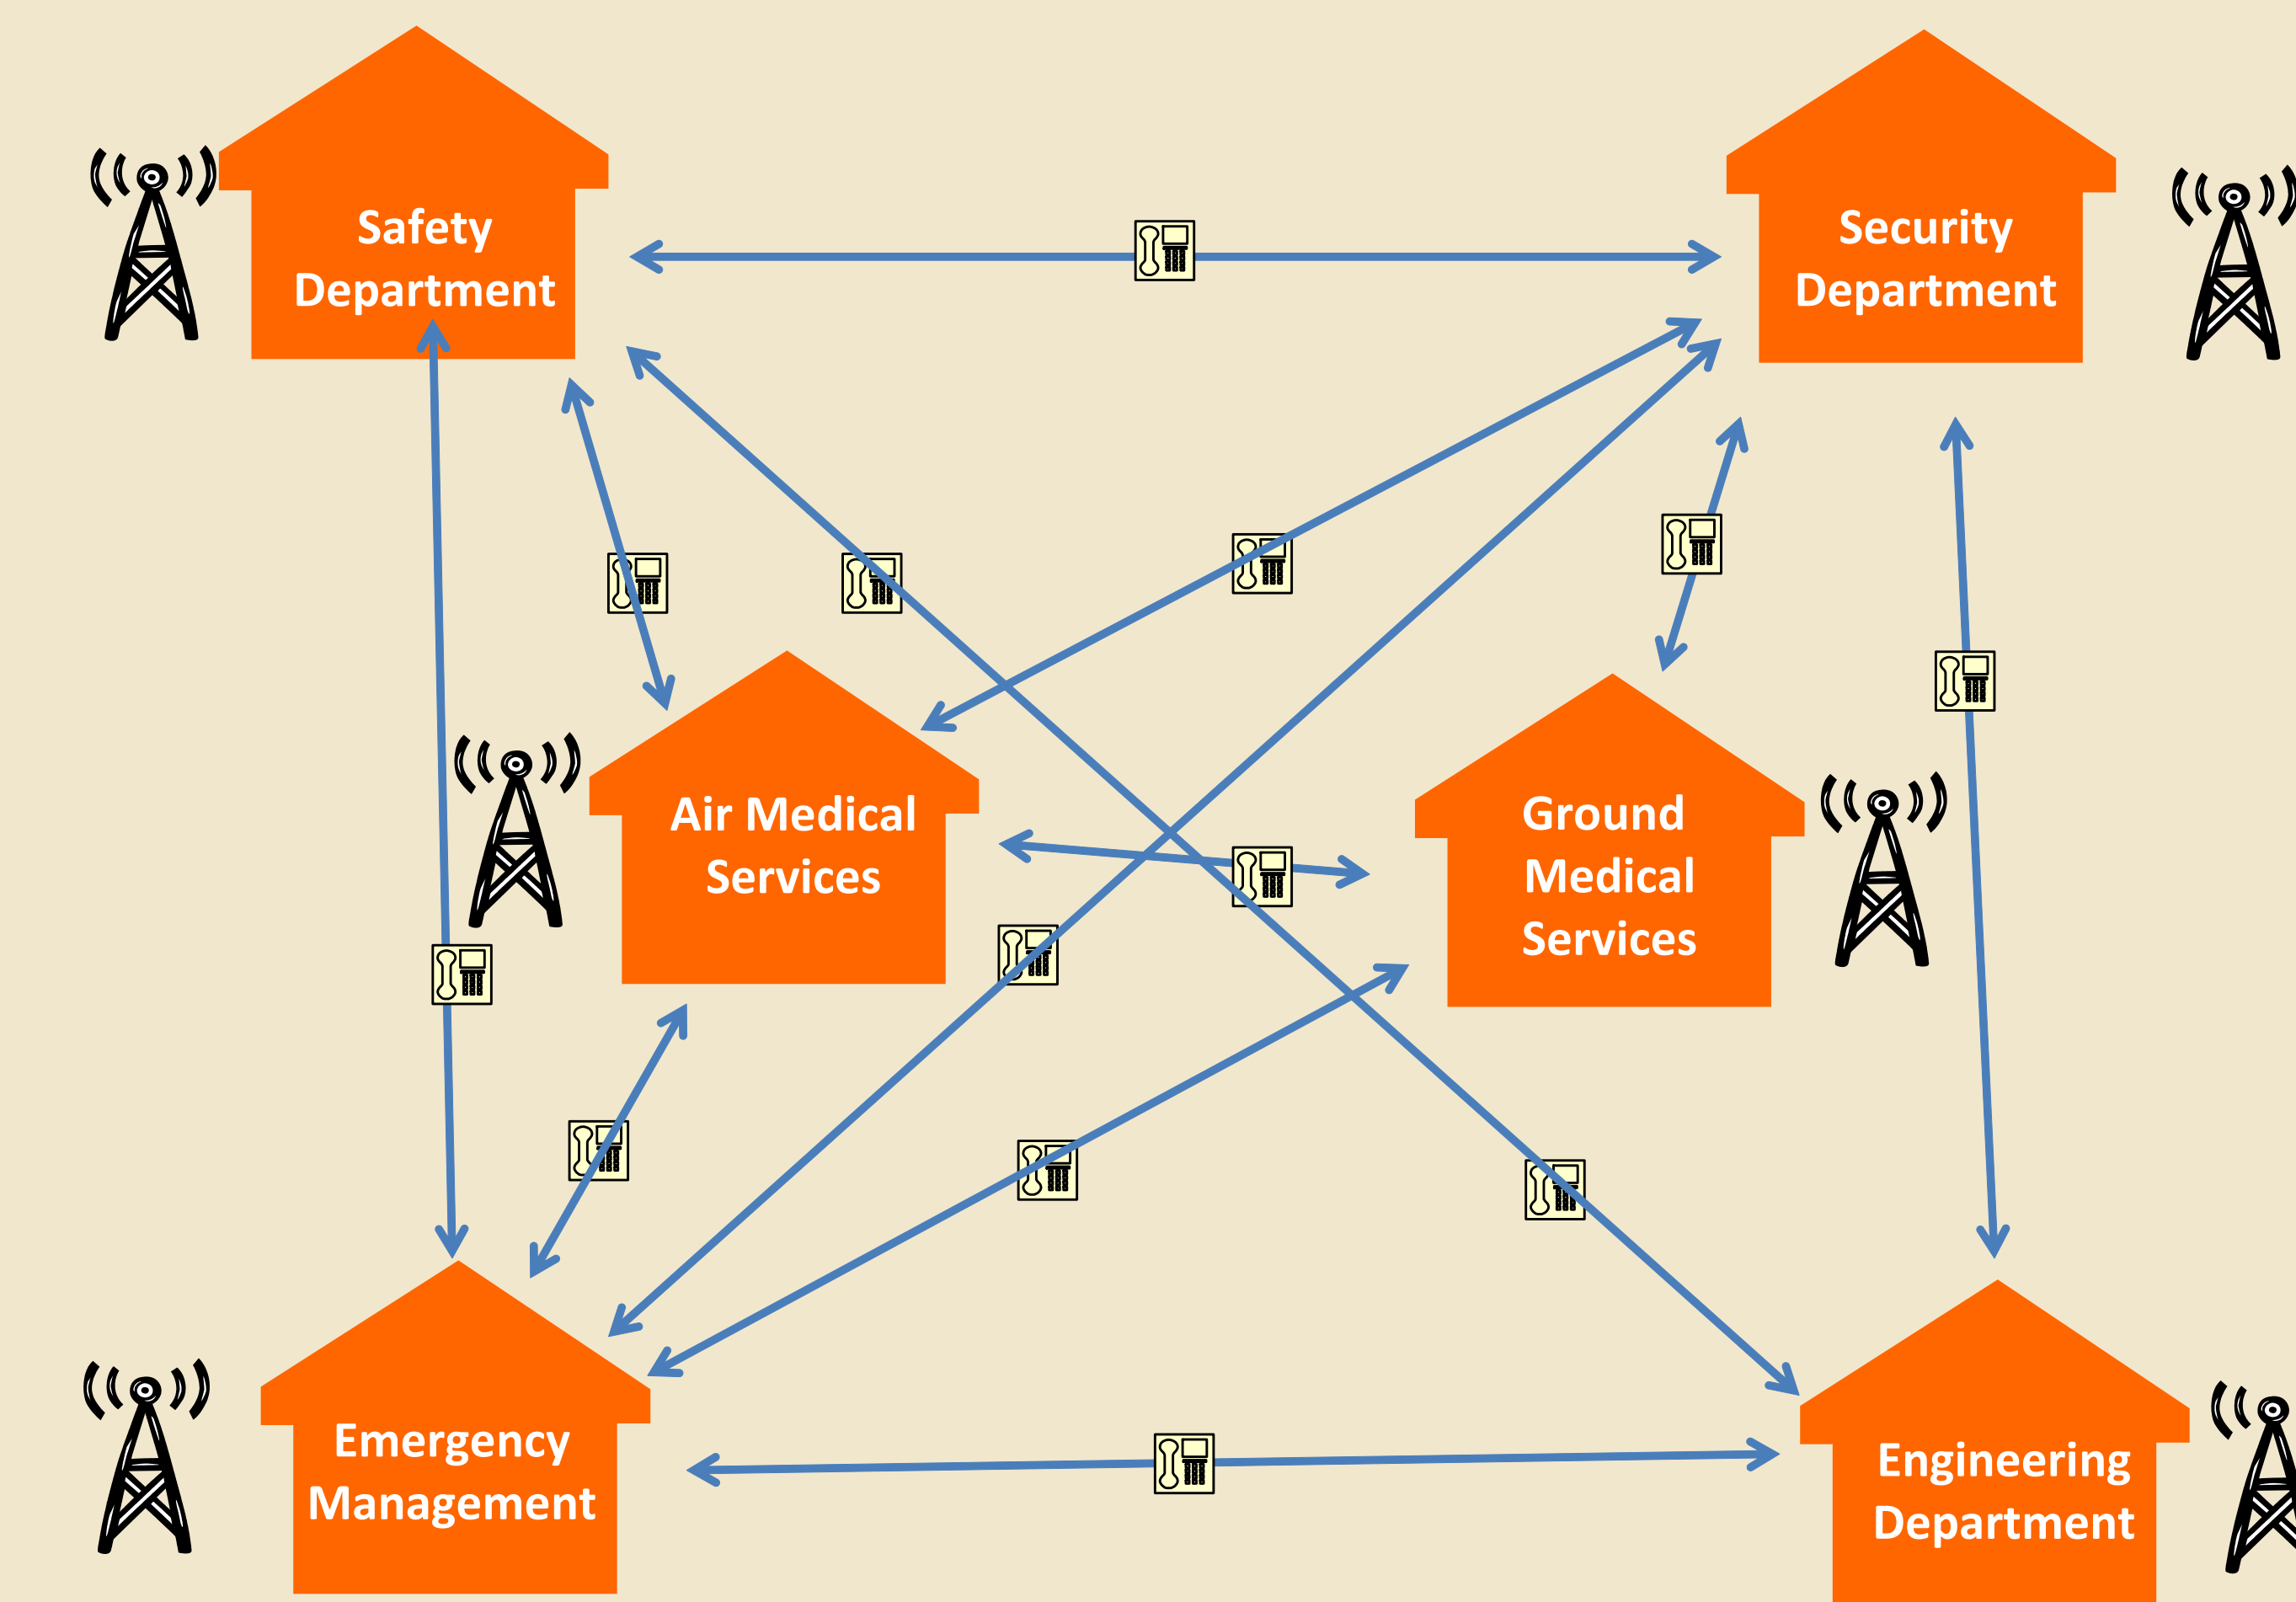 Safety
Department
Security
Department
Air Medical
Services
Ground
Medical
Services
Emergency
Management
Engineering
Department